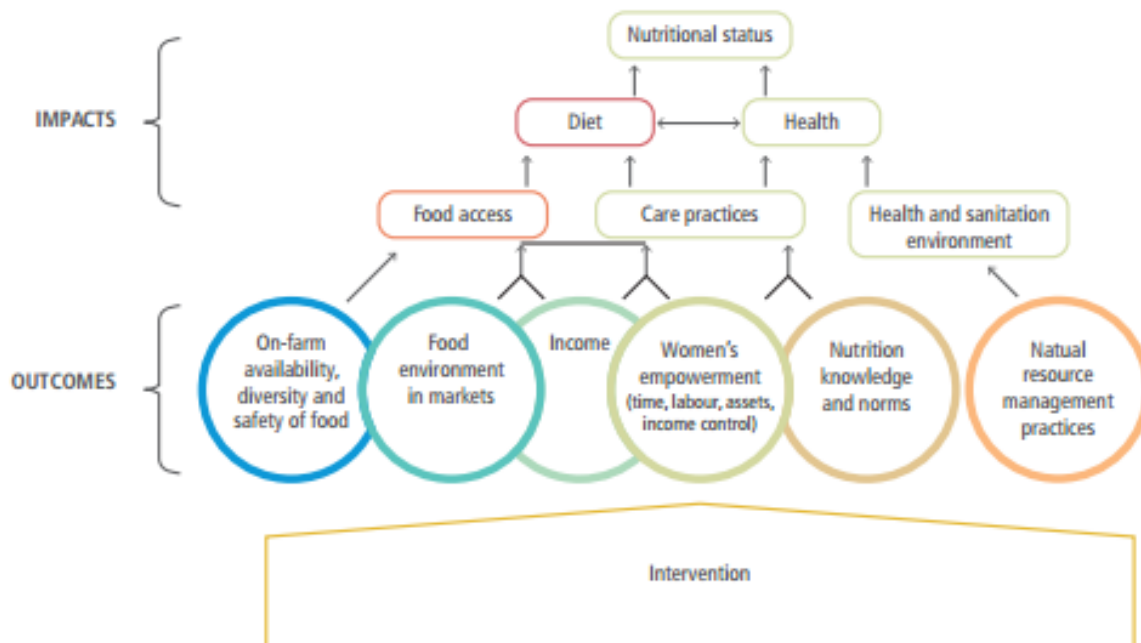 Nutritional status
IMPACTS
Diet
Health
Food access
Care practices
Health and sanitation
environment
OUTCOMES
On-farm
availability,
diversity and
safety of food
Food
environment
in markets
Income
Women's
empowerment
(time, labour, assets,
income control)
Nutrition
knowledge
and norms
Natual
resource
management
practices
Intervention